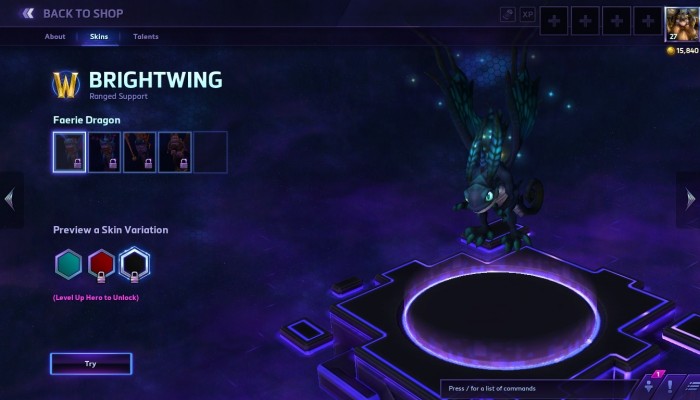 BACK TO SHOP
XP
27
15,840
About
Skins
Talents
W
BRIGHTWING
Ranged Support
Faerie Dragon
Preview a Skin Variation
(Level Up Hero to Unlock)
Try
1
Press / for a list of commands